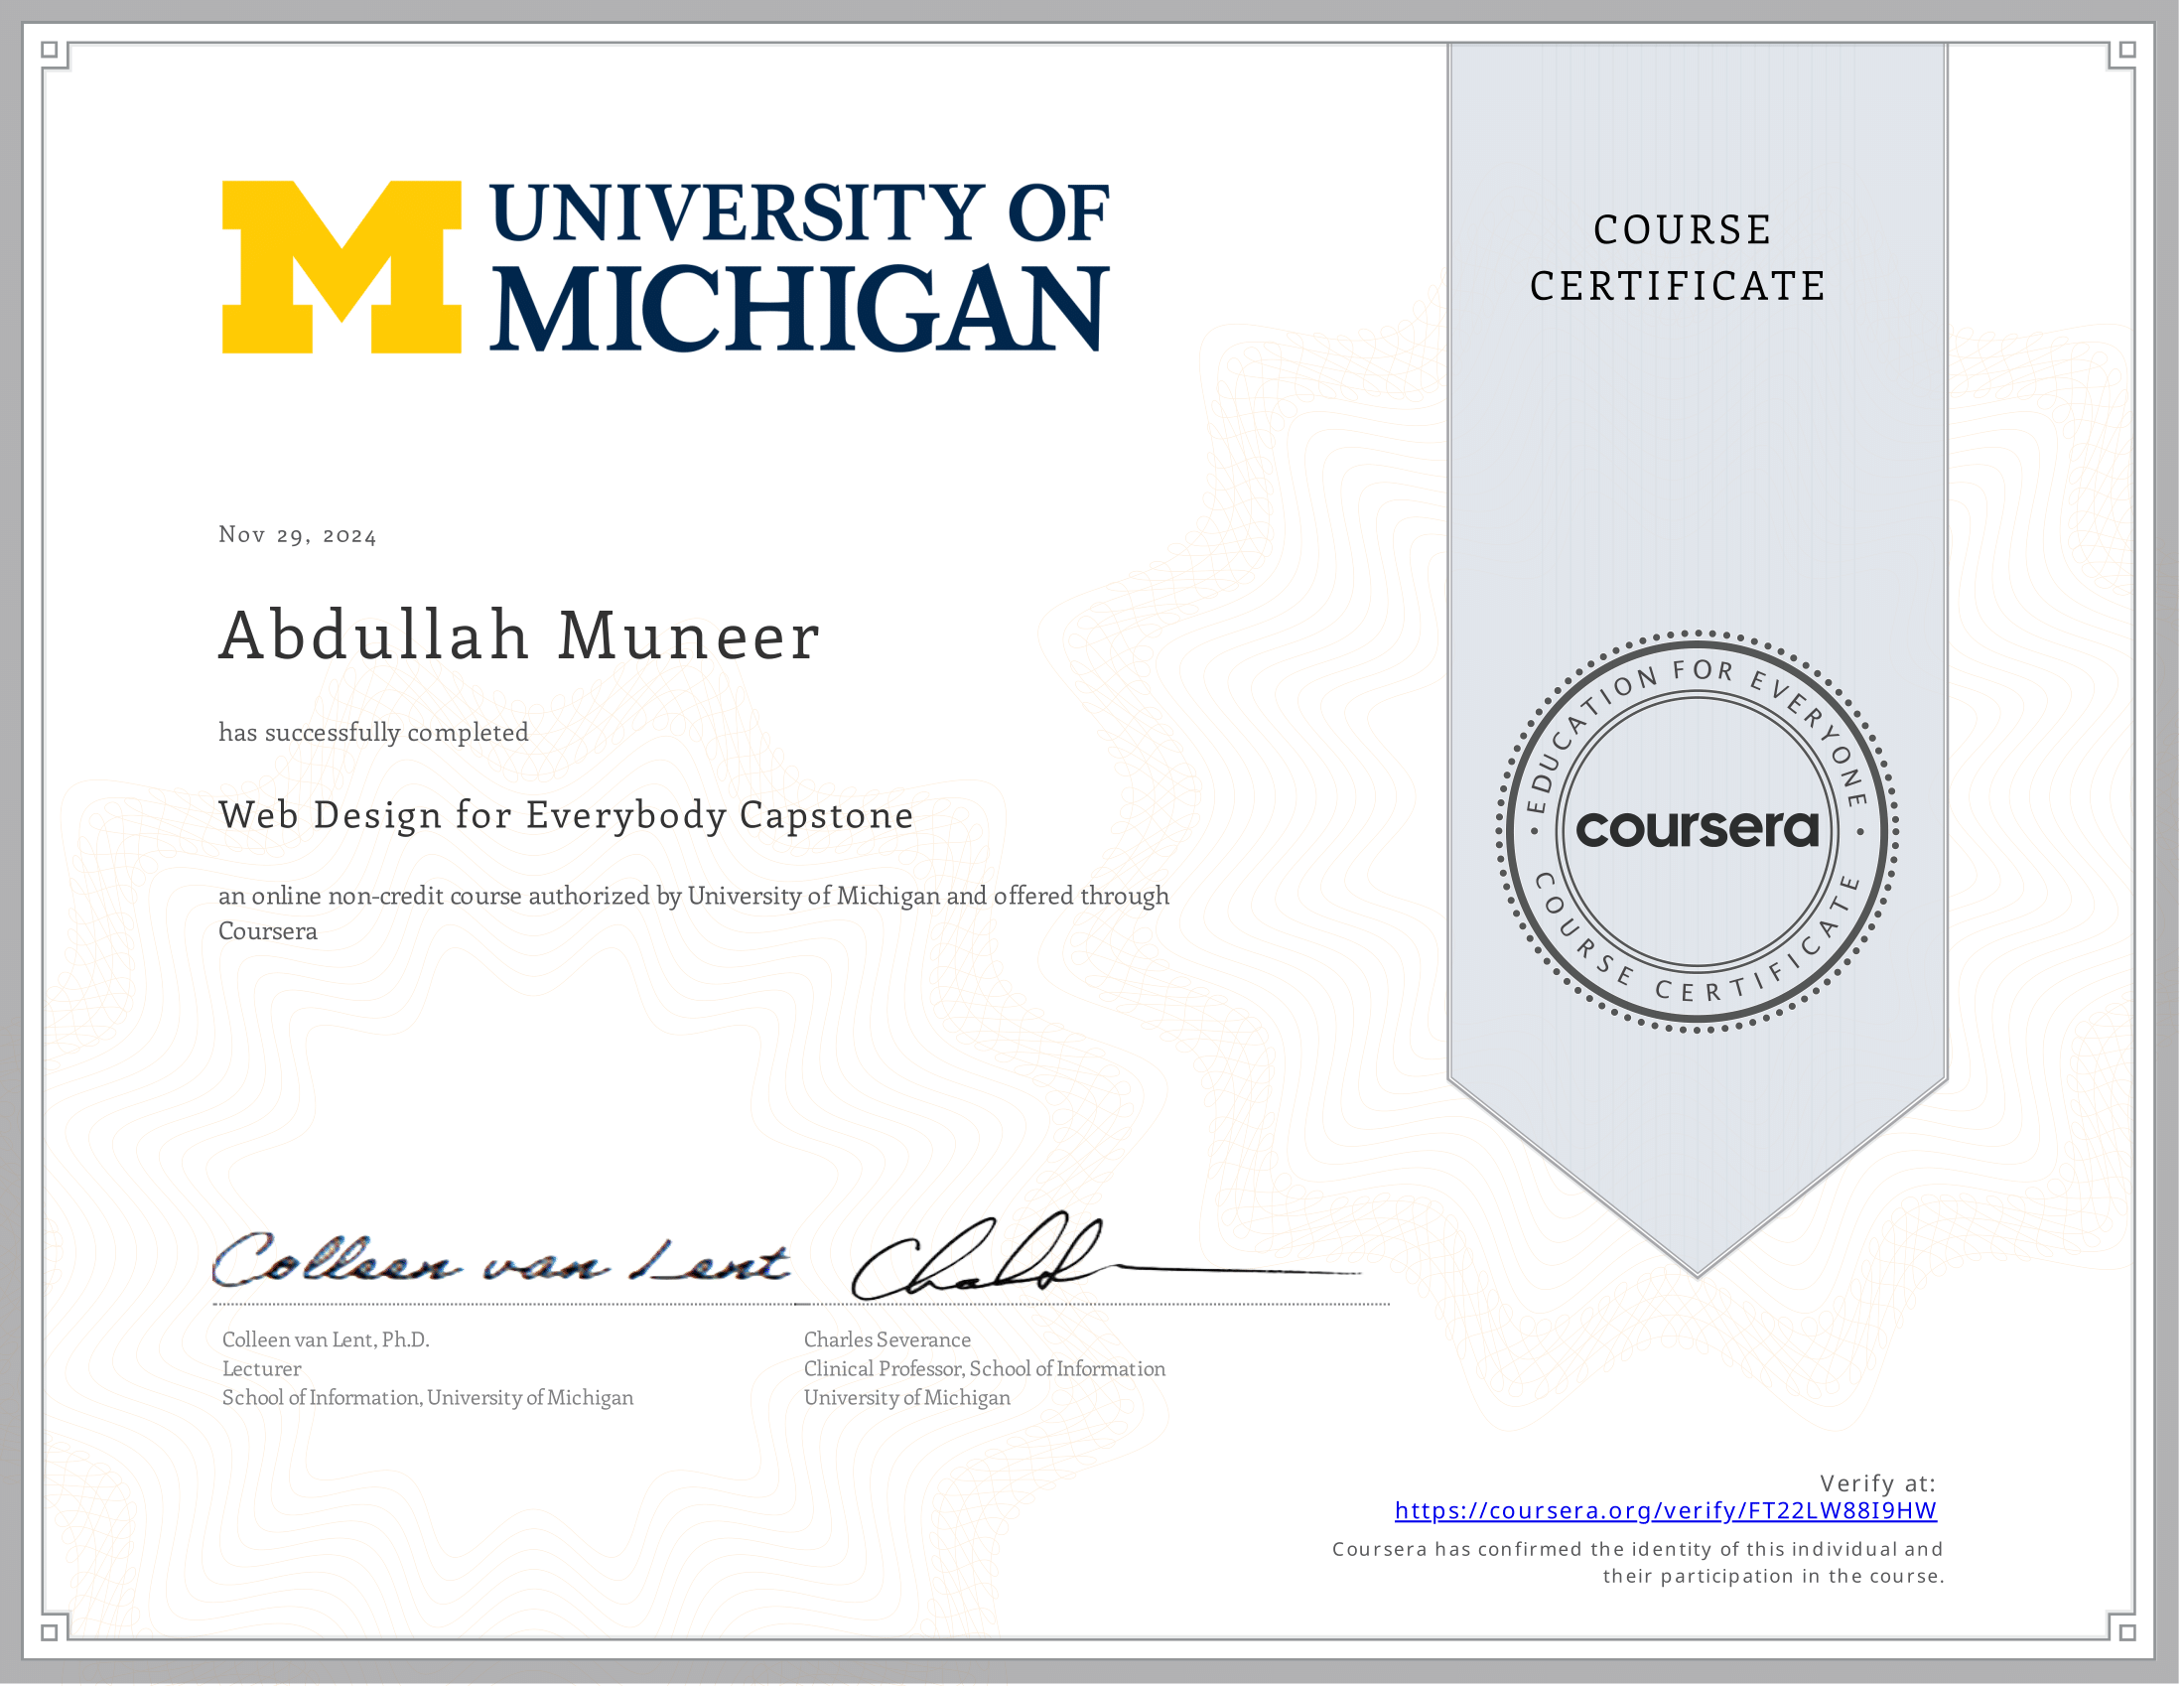 UNIVERSITY OF
MICHIGAN
COURSE
CERTIFICATE
Nov 29, 2024
Abdullah Muneer
has successfully completed
Web Design for Everybody Capstone
an online non-credit course authorized by University of Michigan and offered through
Coursera
EDUCATION FOR EVERYONE
coursera
COURSE CERTIFICATE
Colleen van Lent
Colleen van Lent, Ph.D.
Lecturer
School of Information, University of Michigan
Charles Severance
Clinical Professor, School of Information
University of Michigan
Verify at:
https://coursera.org/verify/FT22LW88I9HW
Coursera has confirmed the identity of this individual and
their participation in the course.